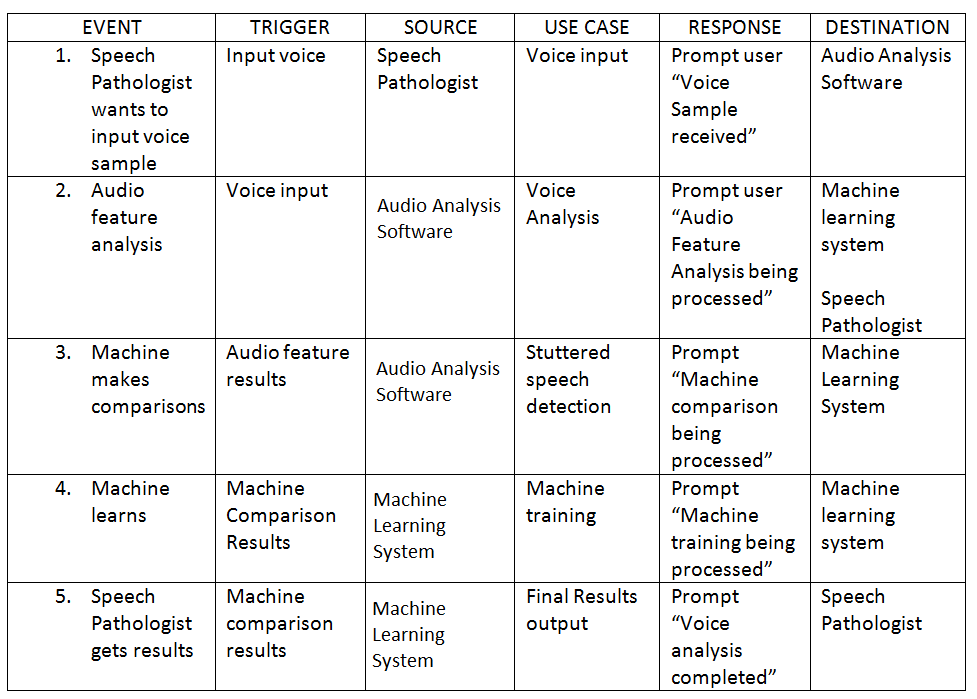 EVENT TRIGGER SOURCE USE CASE RESPONSE DESTINATION
1. Speech
Pathologist
wants to
input voice
sample
Input voice
Speech
Pathologist
Voice input
Prompt user
“Voice
Sample
received”
Audio Analysis
Software
2. Audio
feature
analysis
Voice input
Audio Analysis
Software
Voice
Analysis
Prompt user
“Audio
Feature
Analysis being
processed”
Machine
learning
system
Speech
Pathologist
3. Machine
makes
comparisons
Audio feature
results
Audio Analysis
Software
Stuttered
speech
detection
Prompt
“Machine
comparison
being
processed”
Machine
Learning
System
4. Machine
learns
Machine
Comparison
Results
Machine
Learning
System
Machine
training
Prompt
“Machine
training being
processed”
Machine
learning
system
5. Speech
Pathologist
gets results
Machine
comparison
results
Machine
Learning
System
Final Results
output
Prompt
“Voice
analysis
completed”
Speech
Pathologist